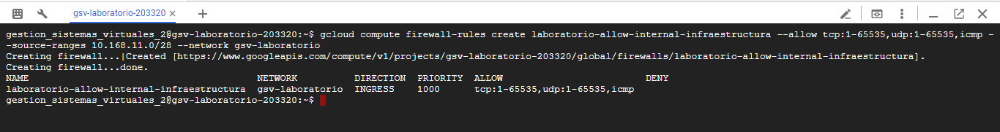 gsv-laboratorio-203320
gestion_sistemas_virtuales_2@gsv-laboratorio-203320:~$ gcloud compute firewall-rules create laboratorio-allow-internal-infraestructura --allow tcp:1-65535,udp:1-65535,icmp -
-source-ranges 10.168.11.0/28 --network gsv-laboratorio
Creating firewall...|Created [https://www.googleapis.com/compute/v1/projects/gsv-laboratorio-203320/global/firewalls/laboratorio-allow-internal-infraestructura].
Creating firewall...done.
NAME NETWORK DIRECTION PRIORITY ALLOW DENY
laboratorio-allow-internal-infraestructura gsv-laboratorio INGRESS 1000 tcp:1-65535,udp:1-65535,icmp
gestion_sistemas_virtuales_2@gsv-laboratorio-203320:~$